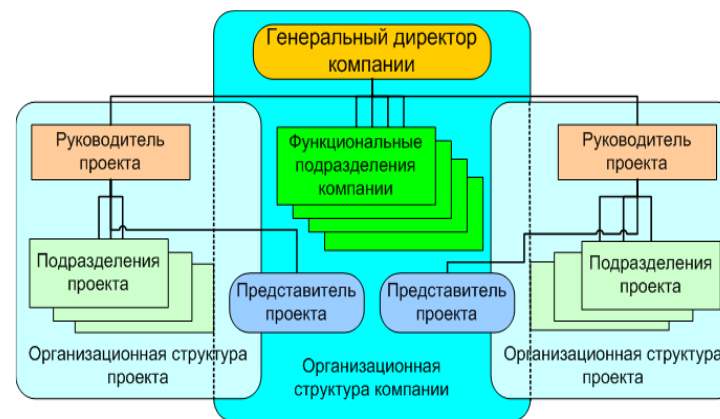 Генеральный директор
компании
Руководитель
проекта
Функциональные
подразделения
компании
Руководитель
проекта
Подразделения
проекта
Представитель
проекта
Представитель
проекта
Подразделения
проекта
Организационная структура
проекта
Организационная
структура компании
Организационная структура
проекта